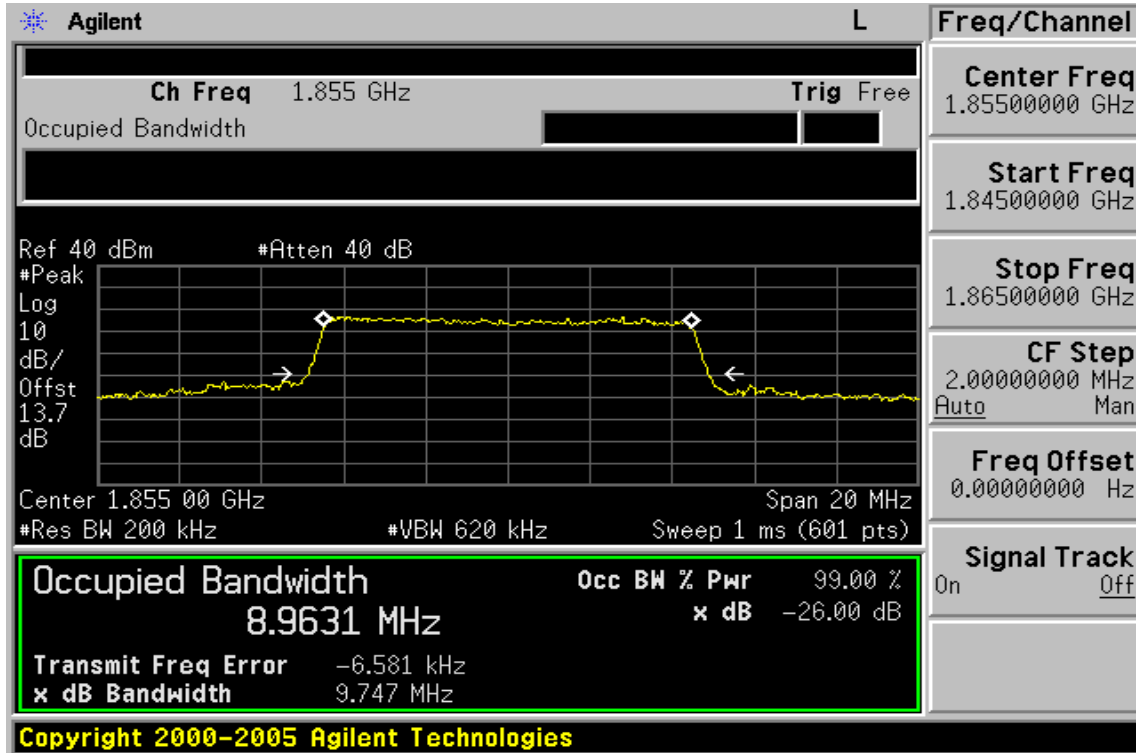 Agilent L
Freq/Channel
Ch Freq 1.855 GHz Trig Free
Occupied Bandwidth
Center Freq
1.85500000 GHz
Start Freq
1.84500000 GHz
Stop Freq
1.86500000 GHz
CF Step
2.00000000 MHz
Auto Man
Freq Offset
0.00000000 Hz
Signal Track
On Off
Ref 40 dBm #Atten 40 dB
#Peak
Log
10
dB/
Offst
13.7
dB
Center 1.855 00 GHz Span 20 MHz
#Res BW 200 kHz #VBW 620 kHz Sweep 1 ms (601 pts)
Occupied Bandwidth Occ BW % Pwr 99.00 %
8.9631 MHz x dB -26.00 dB
Transmit Freq Error -6.581 kHz
x dB Bandwidth 9.747 MHz
Copyright 2000-2005 Agilent Technologies